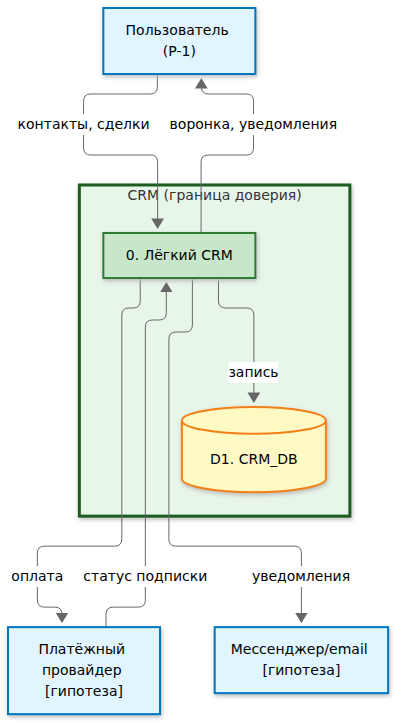 Пользователь
(P-1)
контакты, сделки
воронка, уведомления
CRM (граница доверия)
0. Лёгкий CRM
запись
D1. CRM_DB
оплата
статус подписки
уведомления
Платёжный
провайдер
[гипотеза]
Мессенджер/email
[гипотеза]